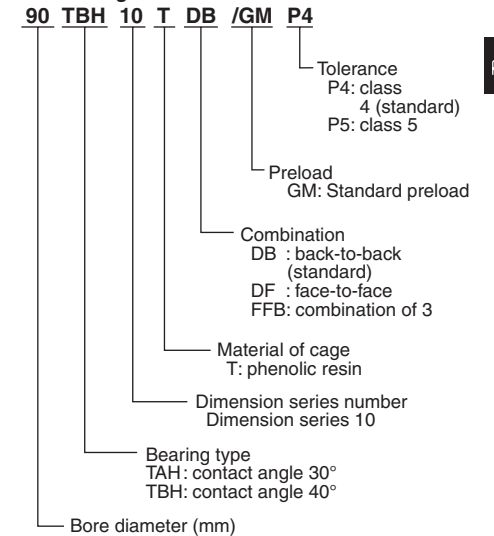 90 TBH 10 T DB /GM P4
Tolerance
P4: class
4 (standard)
P5: class 5
Preload
GM: Standard preload
Combination
DB : back-to-back
(standard)
DF : face-to-face
FFB: combination of 3
Material of cage
T: phenolic resin
Dimension series number
Dimension series 10
Bearing type
TAH: contact angle 30°
TBH: contact angle 40°
Bore diameter (mm)